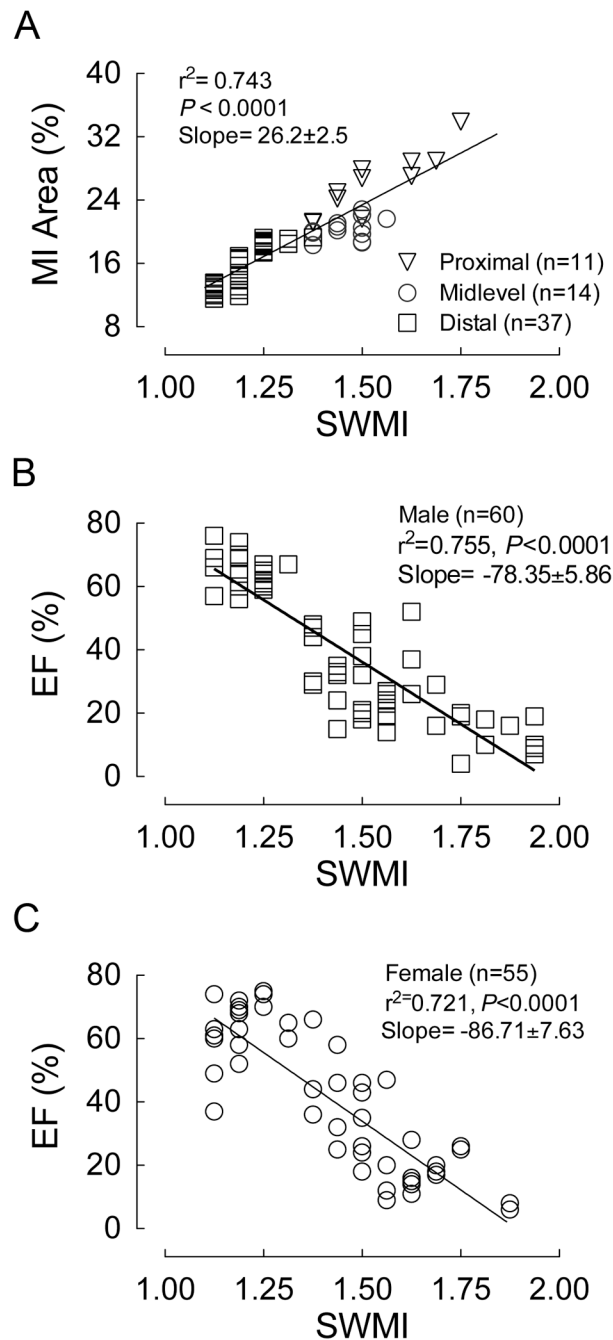 A
r²= 0.743
P < 0.0001
Slope= 26.2±2.5
MI Area (%)
40
32
24
16
8
Proximal (n=11)
Midlevel (n=14)
Distal (n=37)
1.00 1.25 1.50 1.75 2.00
SWMI
B
Male (n=60)
r²=0.755, P<0.0001
Slope= -78.35±5.86
EF (%)
80
60
40
20
0
1.00 1.25 1.50 1.75 2.00
SWMI
C
Female (n=55)
r²⁼0.721, P<0.0001
Slope= -86.71±7.63
EF (%)
80
60
40
20
0
1.00 1.25 1.50 1.75 2.00
SWMI